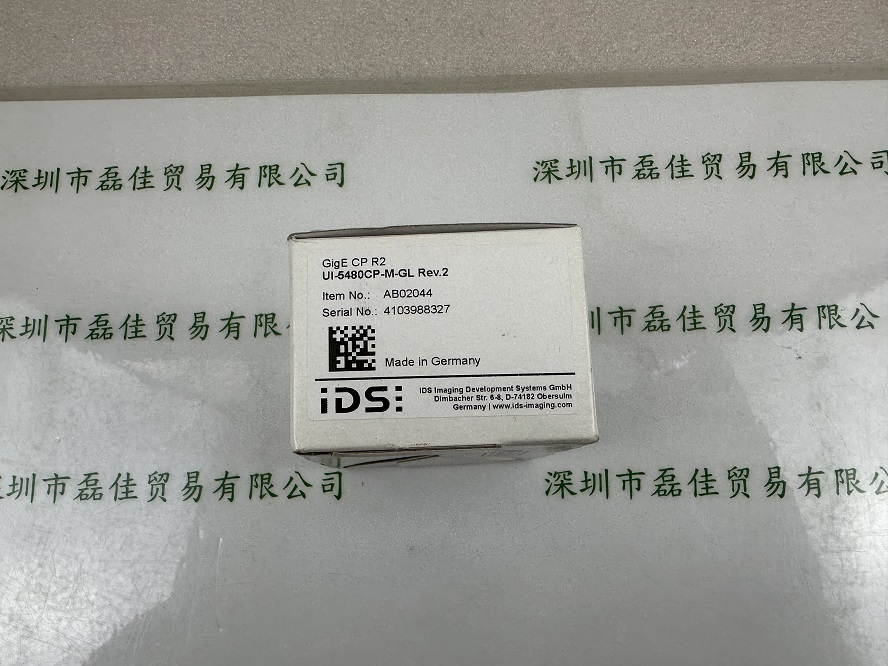 深圳市磊佳贸易有限公司
深圳市磊佳贸易有限公司
GigE CP R2
UI-5480CP-M-GL Rev.2
Item No.: AB02044
Serial No.: 4103988327
Made in Germany
iDS:
IDS Imaging Development Systems GmbH
Dimbacher Str. 6-8, D-74182 Obersulm
Germany | www.ids-imaging.com
深圳市磊佳贸易有
圳市磊佳贸易有限公司
圳市磊佳贸易有限公司
深圳市磊佳贸易有限公